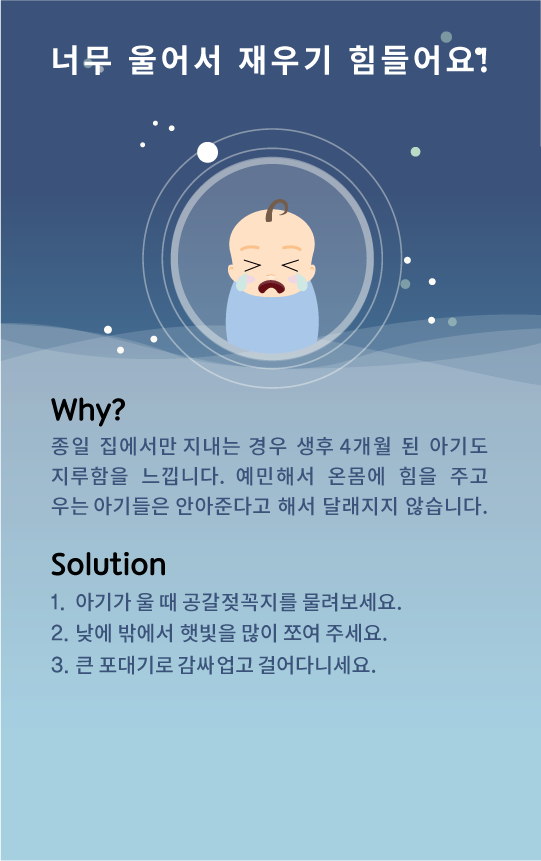 너무 울어서 재우기 힘들어요!
Why?
종일 집에서만 지내는 경우 생후 4개월 된 아기도
지루함을 느낍니다. 예민해서 온몸에 힘을 주고
우는 아기들은 안아준다고 해서 달래지지 않습니다.
Solution
1. 아기가 울 때 공갈젖꼭지를 물려보세요.
2. 낮에 밖에서 햇빛을 많이 쪼여 주세요.
3. 큰 포대기로 감싸업고 걸어다니세요.